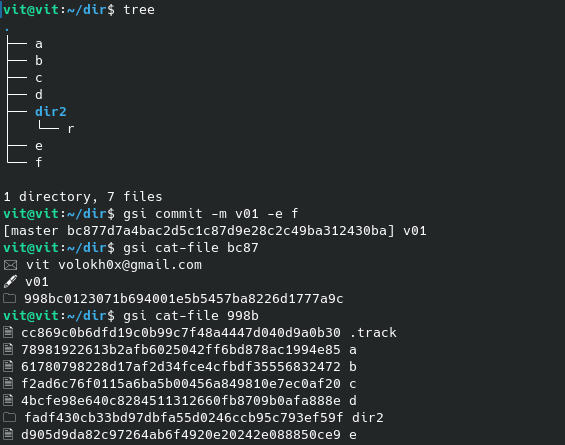 vit@vit:~/dir$ tree
.
├── a
├── b
├── c
├── d
├── dir2
│   └── r
├── e
└── f
1 directory, 7 files
vit@vit:~/dir$ gsi commit -m v01 -e f
[master bc877d7a4bac2d5c1c87d9e28c2c49ba312430ba] v01
vit@vit:~/dir$ gsi cat-file bc87
✉ vit volokh0x@gmail.com
🖋 v01
🗀 998bc0123071b694001e5b5457ba8226d1777a9c
vit@vit:~/dir$ gsi cat-file 998b
🖹 cc869c0b6dfd19c0b99c7f48a4447d040d9a0b30 .track
🖹 78981922613b2afb6025042ff6bd878ac1994e85 a
🖹 61780798228d17af2d34fce4cfbdf35556832472 b
🖹 f2ad6c76f0115a6ba5b00456a849810e7ec0af20 c
🖹 4bcfe98e640c8284511312660fb8709b0afa888e d
🗀 fadf430cb33bd97dbfa55d0246ccb95c793ef59f dir2
🖹 d905d9da82c97264ab6f4920e20242e088850ce9 e